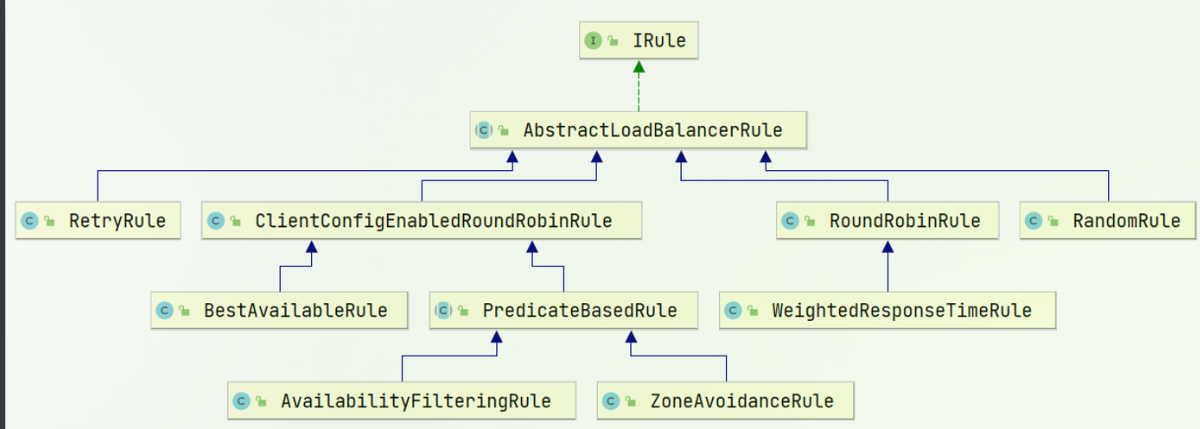 I IRule
C AbstractLoadBalancerRule
C RetryRule
C ClientConfigEnabledRoundRobinRule
C RoundRobinRule
C RandomRule
C BestAvailableRule
C PredicateBasedRule
C WeightedResponseTimeRule
C AvailabilityFilteringRule
C ZoneAvoidanceRule